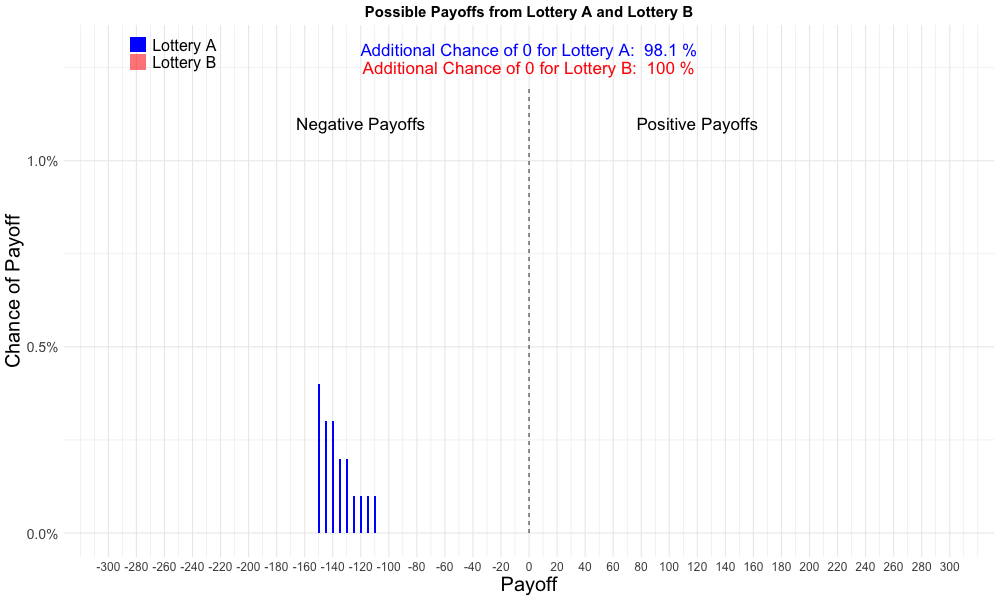 Possible Payoffs from Lottery A and Lottery B
Lottery A
Lottery B
Additional Chance of 0 for Lottery A:  98.1 %
Additional Chance of 0 for Lottery B:  100 %
Negative Payoffs
Positive Payoffs
Chance of Payoff
1.0%
0.5%
0.0%
-300 -280 -260 -240 -220 -200 -180 -160 -140 -120 -100 -80 -60 -40 -20 0 20 40 60 80 100 120 140 160 180 200 220 240 260 280 300
Payoff